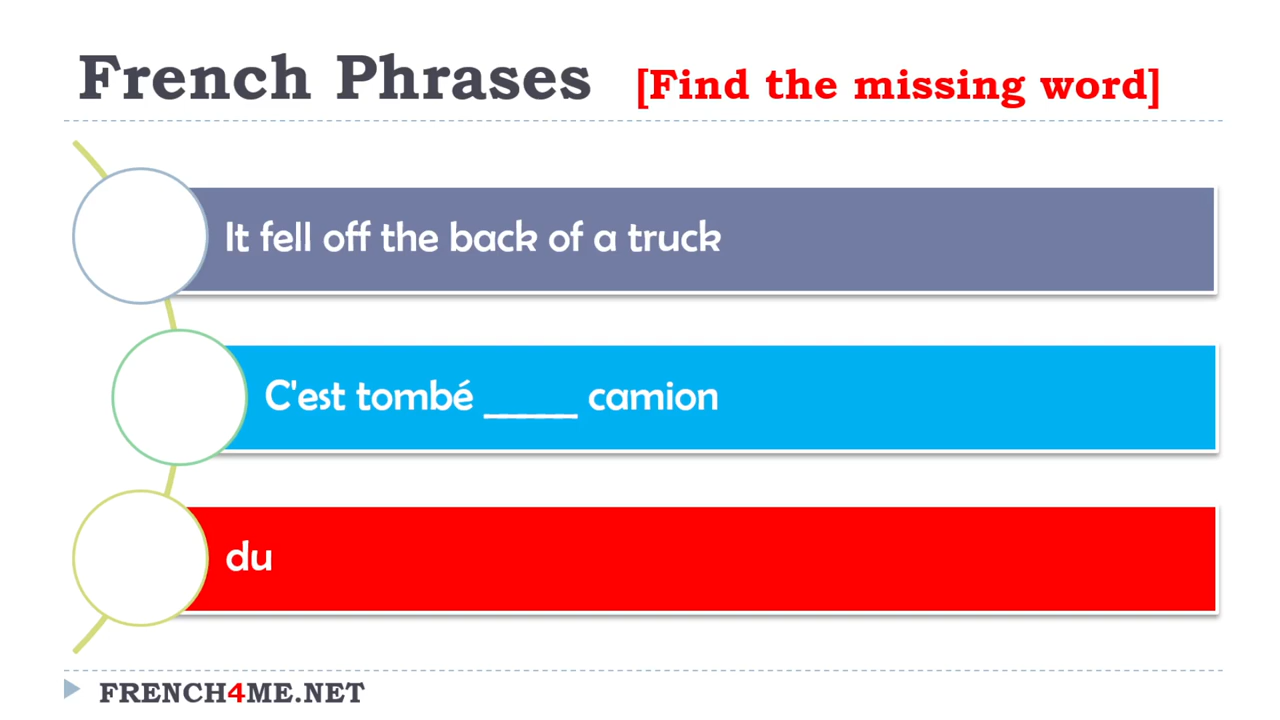 French Phrases [Find the missing word]
It fell off the back of a truck
C'est tombé _____ camion
du
FRENCH4ME.NET